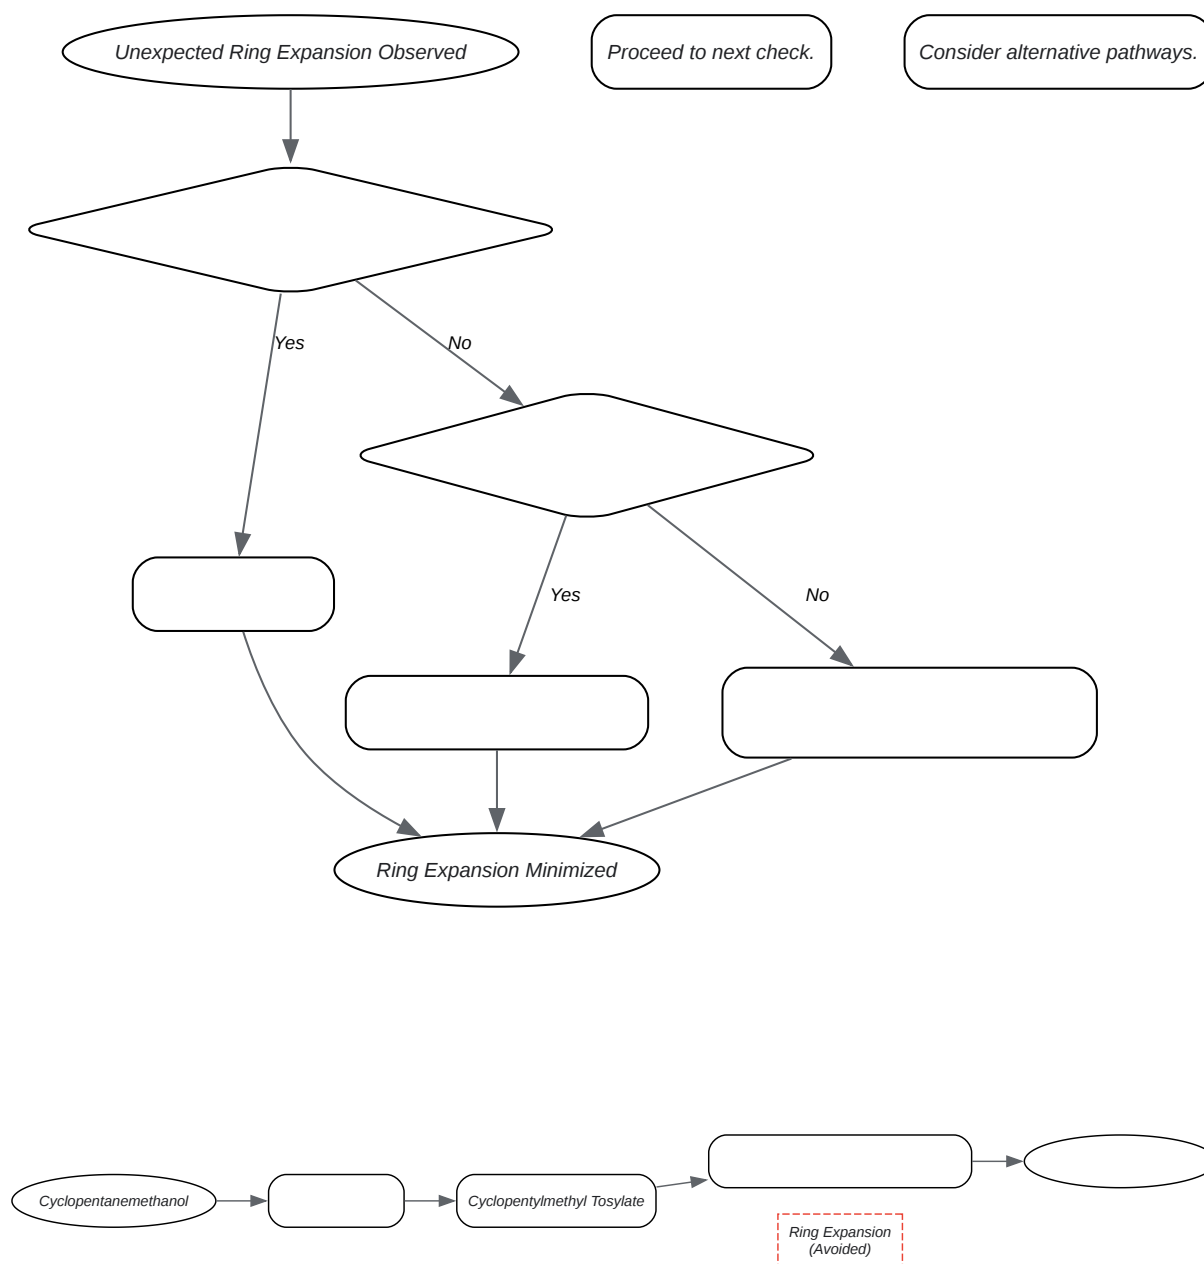 Unexpected Ring Expansion Observed
Proceed to next check.
Consider alternative pathways.
Yes
No
Yes
No
Ring Expansion Minimized
Cyclopentanemethanol
Cyclopentylmethyl Tosylate
Ring Expansion
(Avoided)